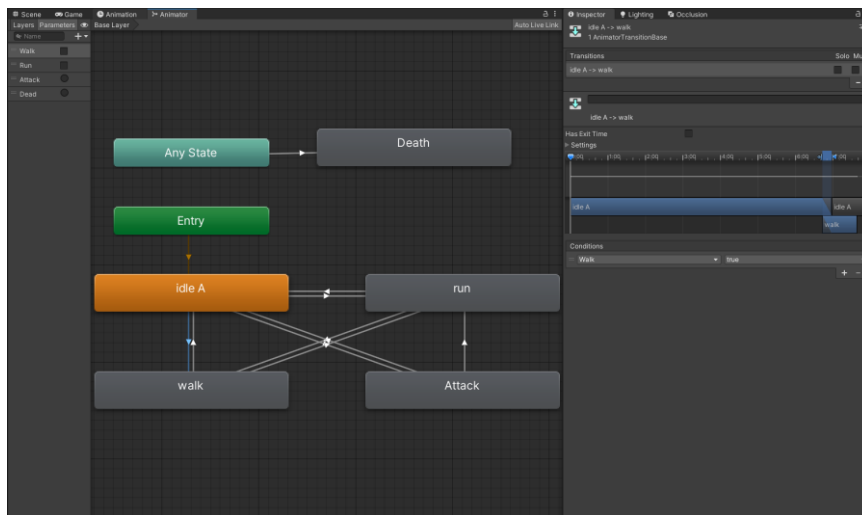 Scene Game Animation Animator Inspector Lighting Occlusion
Layers Parameters Base Layer Auto Live Link
Name
Walk
Run
Attack
Dead
Any State
Death
Entry
idle A
run
walk
Attack
idle A -> walk
1 AnimatorTransitionBase
Transitions Solo Mu
idle A -> walk
idle A -> walk
Has Exit Time
Settings
idle A idle A
walk
Conditions
Walk true